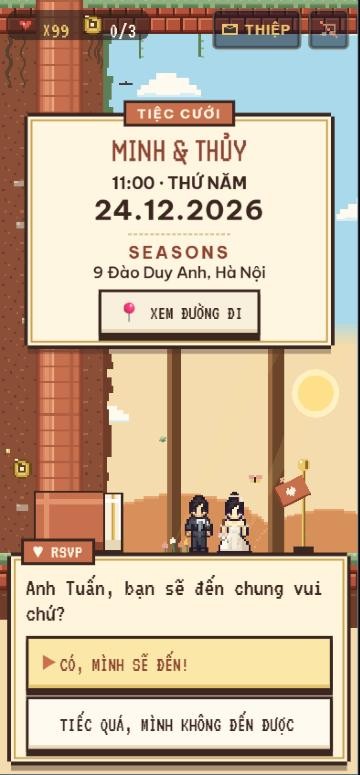 X99
0/3
THIỆP
TIỆC CƯỚI
MINH & THỦY
11:00 · THỨ NĂM
24.12.2026
SEASONS
9 Đào Duy Anh, Hà Nội
XEM ĐƯỜNG ĐI
RSVP
Anh Tuấn, bạn sẽ đến chung vui
chứ?
CÓ, MÌNH SẼ ĐẾN!
TIẾC QUÁ, MÌNH KHÔNG ĐẾN ĐƯỢC